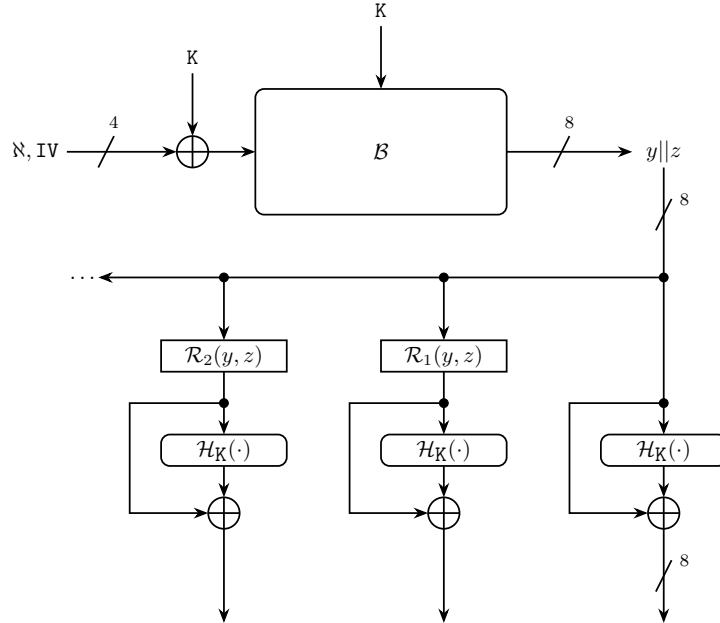 K
K
4
8
ℵ, IV
𝓑
y||z
8
...
𝓡₂(y, z)
𝓡₁(y, z)
𝓗_K(·)
𝓗_K(·)
𝓗_K(·)
8